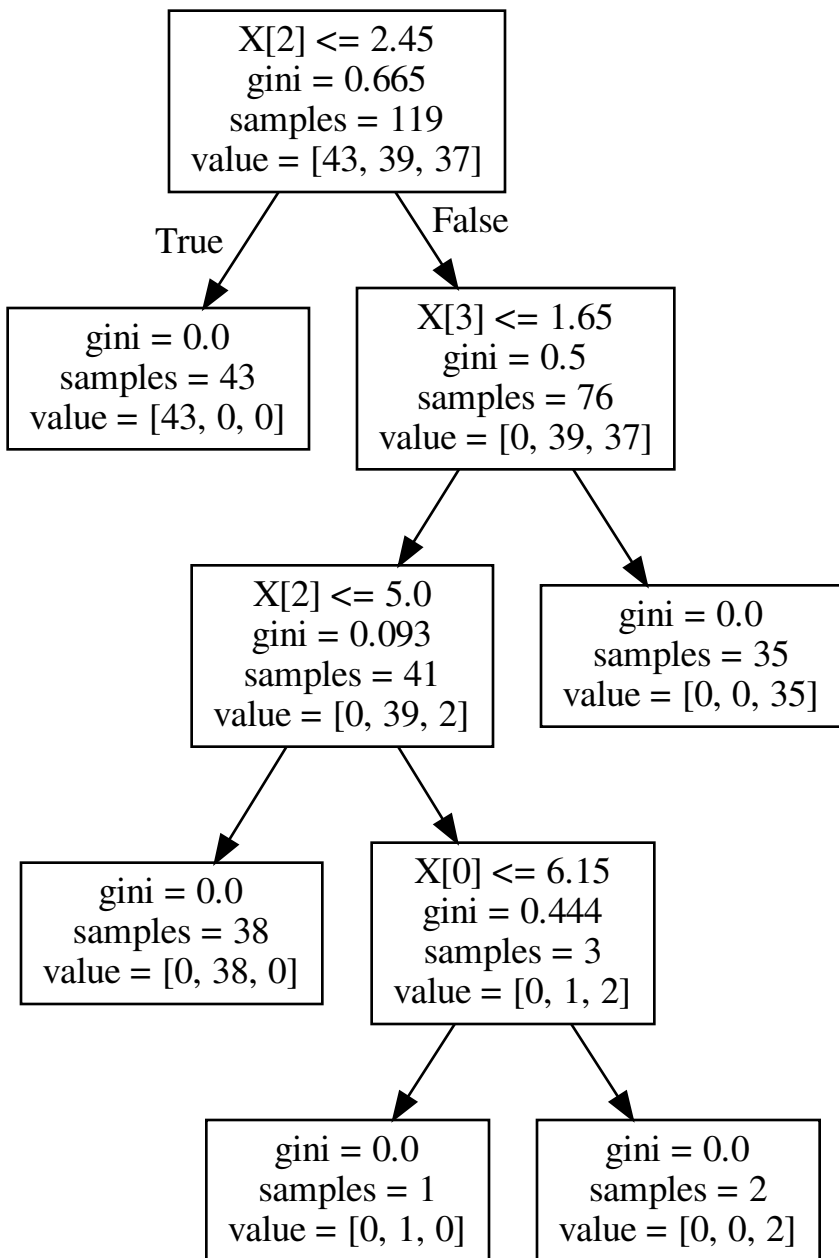 X[2] <= 2.45
gini = 0.665
samples = 119
value = [43, 39, 37]
True
False
gini = 0.0
samples = 43
value = [43, 0, 0]
X[3] <= 1.65
gini = 0.5
samples = 76
value = [0, 39, 37]
X[2] <= 5.0
gini = 0.093
samples = 41
value = [0, 39, 2]
gini = 0.0
samples = 35
value = [0, 0, 35]
gini = 0.0
samples = 38
value = [0, 38, 0]
X[0] <= 6.15
gini = 0.444
samples = 3
value = [0, 1, 2]
gini = 0.0
samples = 1
value = [0, 1, 0]
gini = 0.0
samples = 2
value = [0, 0, 2]